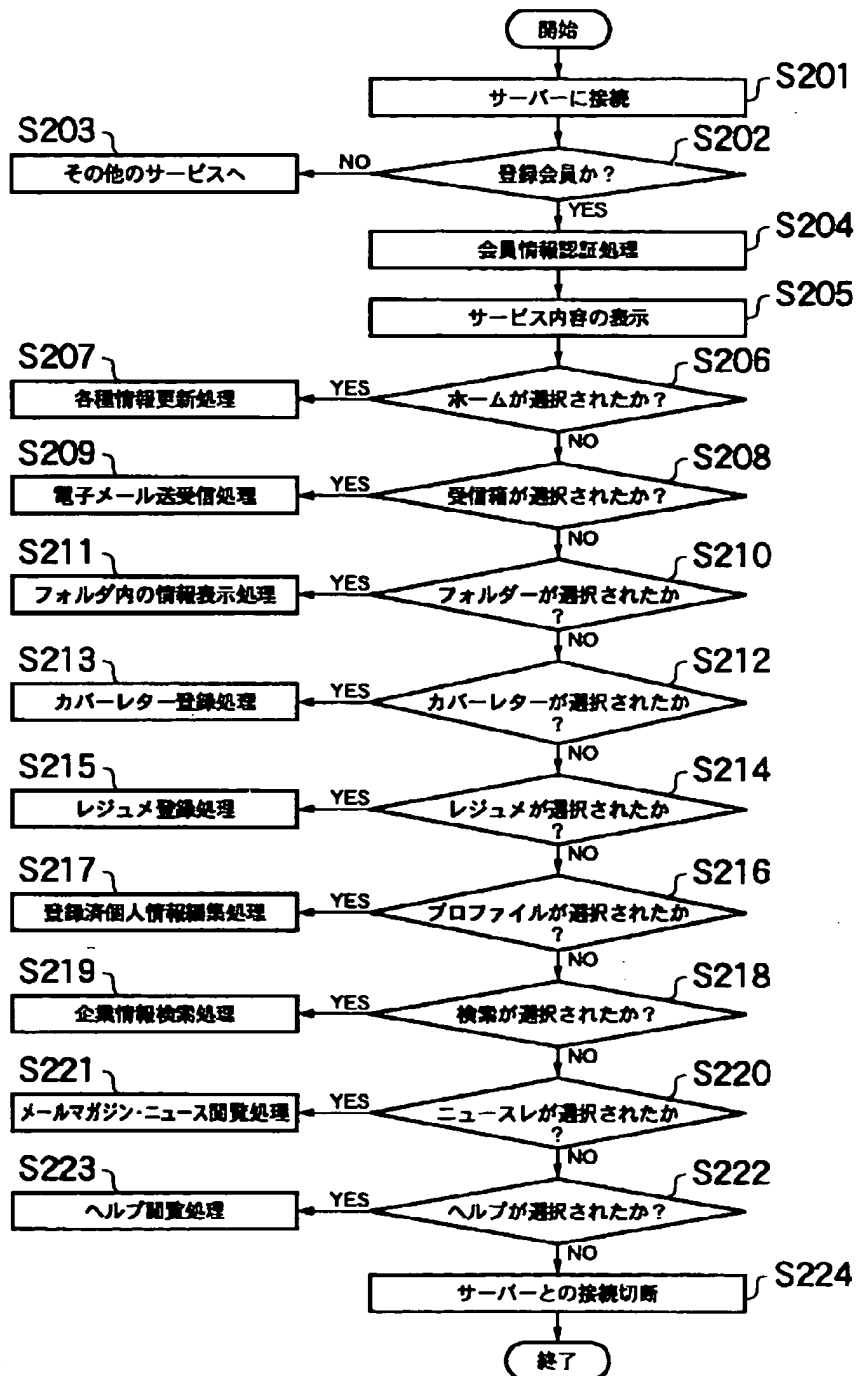 開始
S201
サーバーに接続
S202
登録会員か?
NO
S203
その他のサービスへ
YES
S204
会員情報認証処理
S205
サービス内容の表示
S206
ホームが選択されたか?
YES
S207
各種情報更新処理
NO
S208
受信箱が選択されたか?
YES
S209
電子メール送受信処理
NO
S210
フォルダーが選択されたか
?
YES
S211
フォルダ内の情報表示処理
NO
S212
カバーレターが選択されたか
?
YES
S213
カバーレター登録処理
NO
S214
レジュメが選択されたか
?
YES
S215
レジュメ登録処理
NO
S216
プロファイルが選択されたか
?
YES
S217
登録済個人情報編集処理
NO
S218
検索が選択されたか?
YES
S219
企業情報検索処理
NO
S220
ニュースレが選択されたか
?
YES
S221
メールマガジン・ニュース閲覧処理
NO
S222
ヘルプが選択されたか?
YES
S223
ヘルプ閲覧処理
NO
S224
サーバーとの接続切断
終了